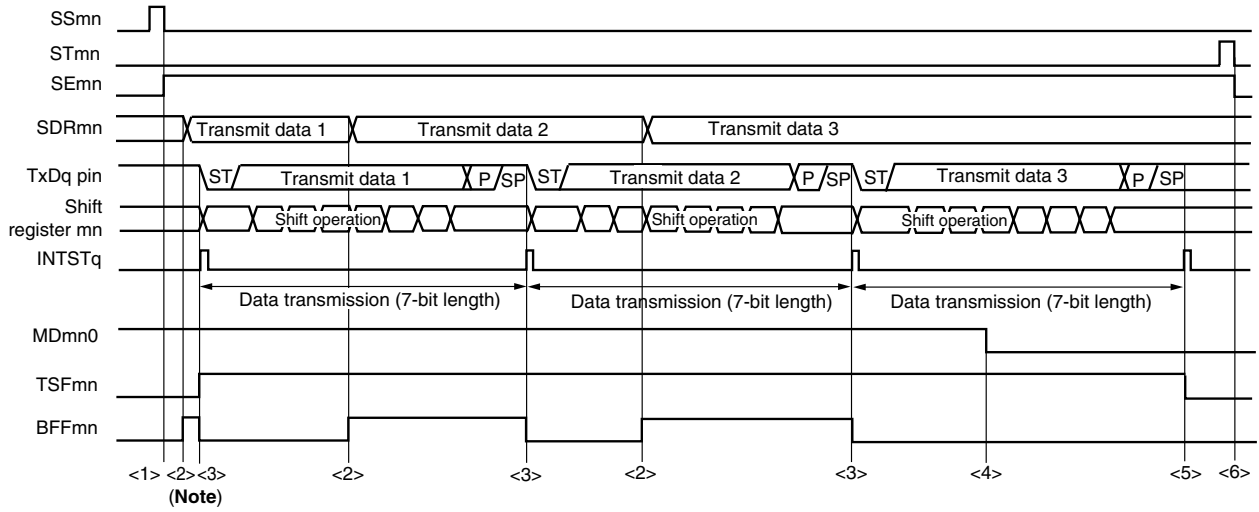 SSmn
STmn
SEmn
SDRmn
Transmit data 1
Transmit data 2
Transmit data 3
TxDq pin
ST
Transmit data 1
P
SP
ST
Transmit data 2
P
SP
ST
Transmit data 3
P
SP
Shift
register mn
Shift operation
Shift operation
Shift operation
INTSTq
Data transmission (7-bit length)
Data transmission (7-bit length)
Data transmission (7-bit length)
MDmn0
TSFmn
BFFmn
<1>
<2>
<3>
<2>
<3>
<2>
<3>
<4>
<5>
<6>
(Note)